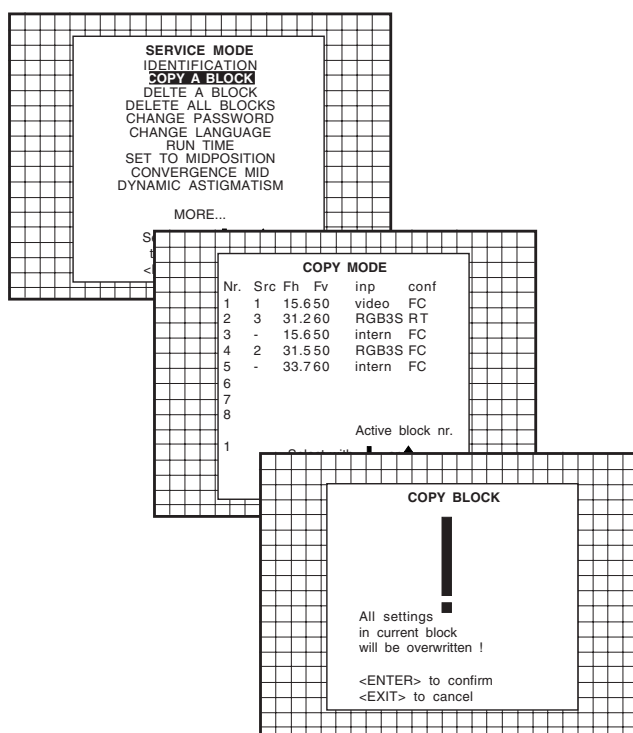 SERVICE MODE
IDENTIFICATION
COPY A BLOCK
DELTE A BLOCK
DELETE ALL BLOCKS
CHANGE PASSWORD
CHANGE LANGUAGE
RUN TIME
SET TO MIDPOSITION
CONVERGENCE MID
DYNAMIC ASTIGMATISM
MORE...
COPY MODE
Nr. Src Fh Fv inp conf
1 1 15.650 video FC
2 3 31.260 RGB3S RT
3 - 15.650 intern FC
4 2 31.550 RGB3S FC
5 - 33.760 intern FC
6
7
8
Active block nr.
1
COPY BLOCK
!
All settings
in current block
will be overwritten !
<ENTER> to confirm
<EXIT> to cancel